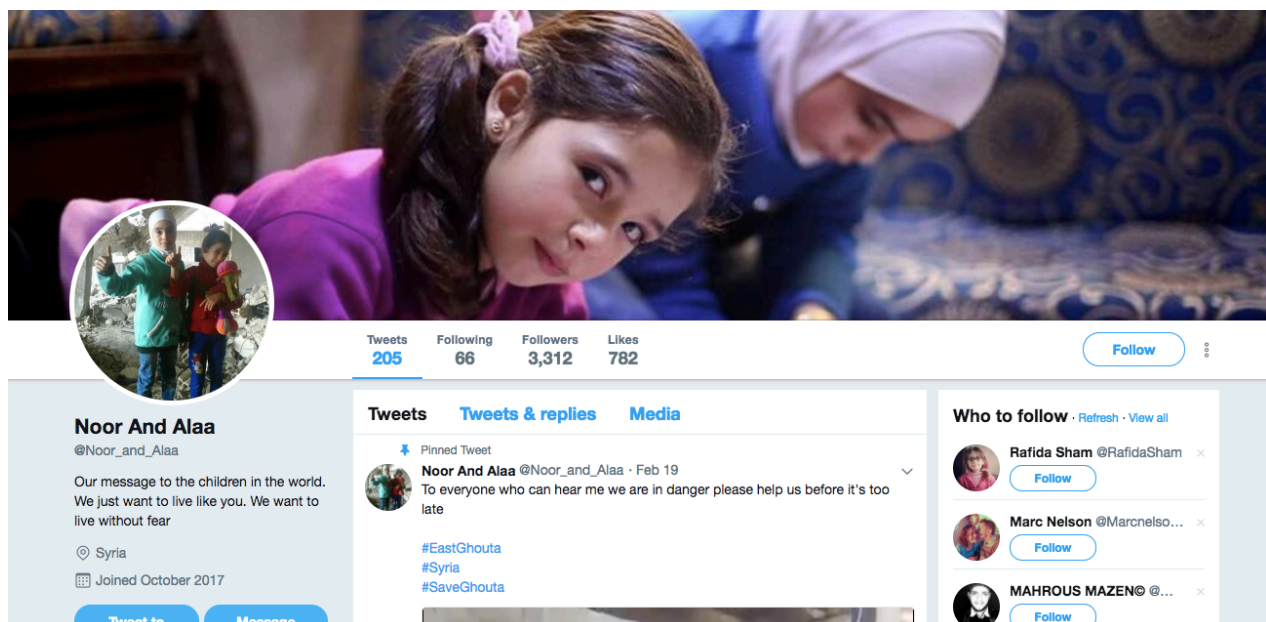 Tweets Following Followers Likes
205 66 3,312 782
Follow
Noor And Alaa
@Noor_and_Alaa
Our message to the children in the world.
We just want to live like you. We want to
live without fear
Syria
Joined October 2017
Tweet to Message
Tweets Tweets & replies Media
Pinned Tweet
Noor And Alaa @Noor_and_Alaa · Feb 19
To everyone who can hear me we are in danger please help us before it's too
late
#EastGhouta
#Syria
#SaveGhouta
Who to follow · Refresh · View all
Rafida Sham @RafidaSham
Follow
Marc Nelson @Marcnelso...
Follow
MAHROUS MAZEN© @...
Follow